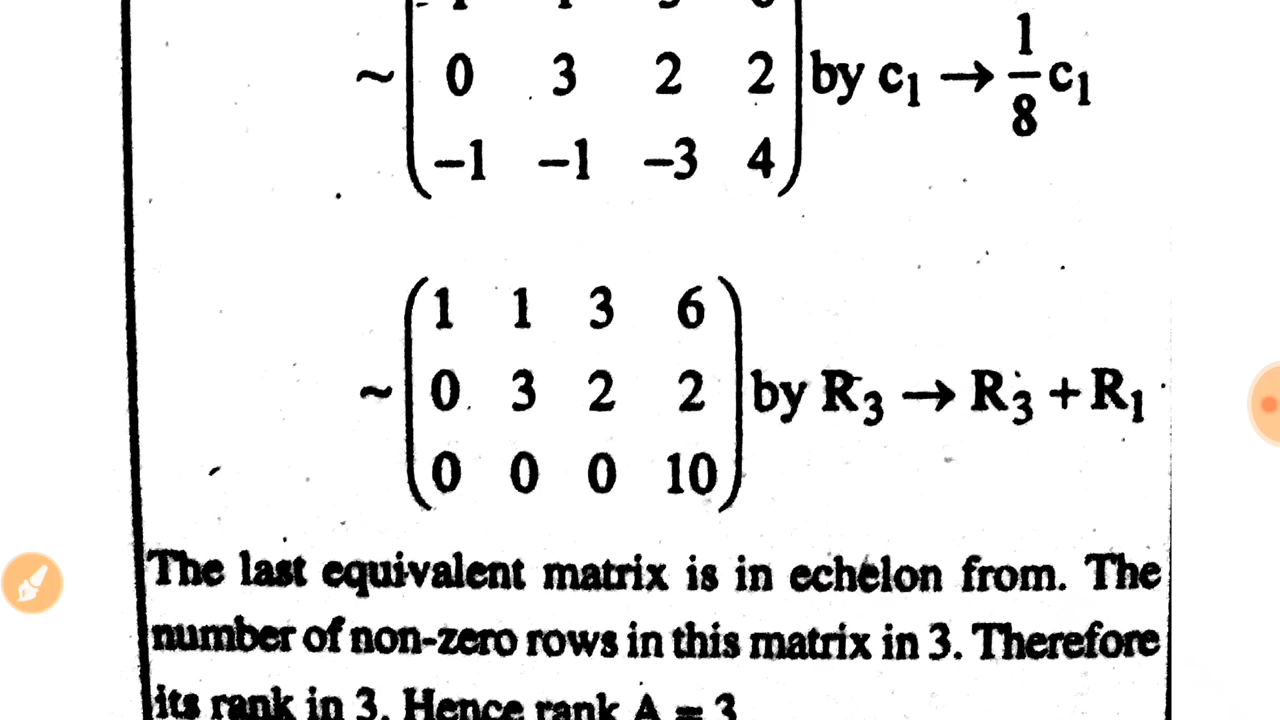 ~ 0 3 2 2 by c₁ → 1/8 c₁
−1 −1 −3 4
1 1 3 6
~ 0 3 2 2 by R₃ → R₃ + R₁
0 0 0 10
The last equivalent matrix is in echelon from. The
number of non-zero rows in this matrix in 3. Therefore
its rank in 3. Hence rank A = 3